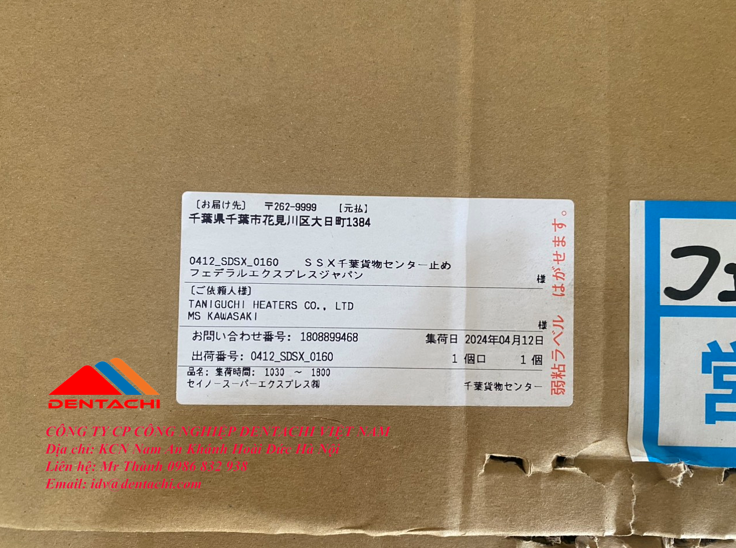 [お届け先] 〒262-9999 【元払】
千葉県千葉市花見川区大日町1384
0412_SDSX_0160 SSX千葉貨物センター止め
フェデラルエクスプレスジャパン
様
[ご依頼人様]
TANIGUCHI HEATERS CO., LTD
MS KAWASAKI
様
お問い合わせ番号: 1808899468 集荷日 2024年04月12日
出荷番号: 0412_SDSX_0160 1個口 1個
品名: 集荷時間: 1030 ~ 1800
セイノースーパーエクスプレス㈱ 千葉貨物センター
弱粘ラベル はがせます。
フェ
営
DENTACHI
CÔNG TY CP CÔNG NGHIỆP DENTACHI VIỆT NAM
Địa chỉ: KCN Nam An Khánh Hoài Đức Hà Nội
Liên hệ: Mr Thành 0986 832 938
Email: idv@dentachi.com